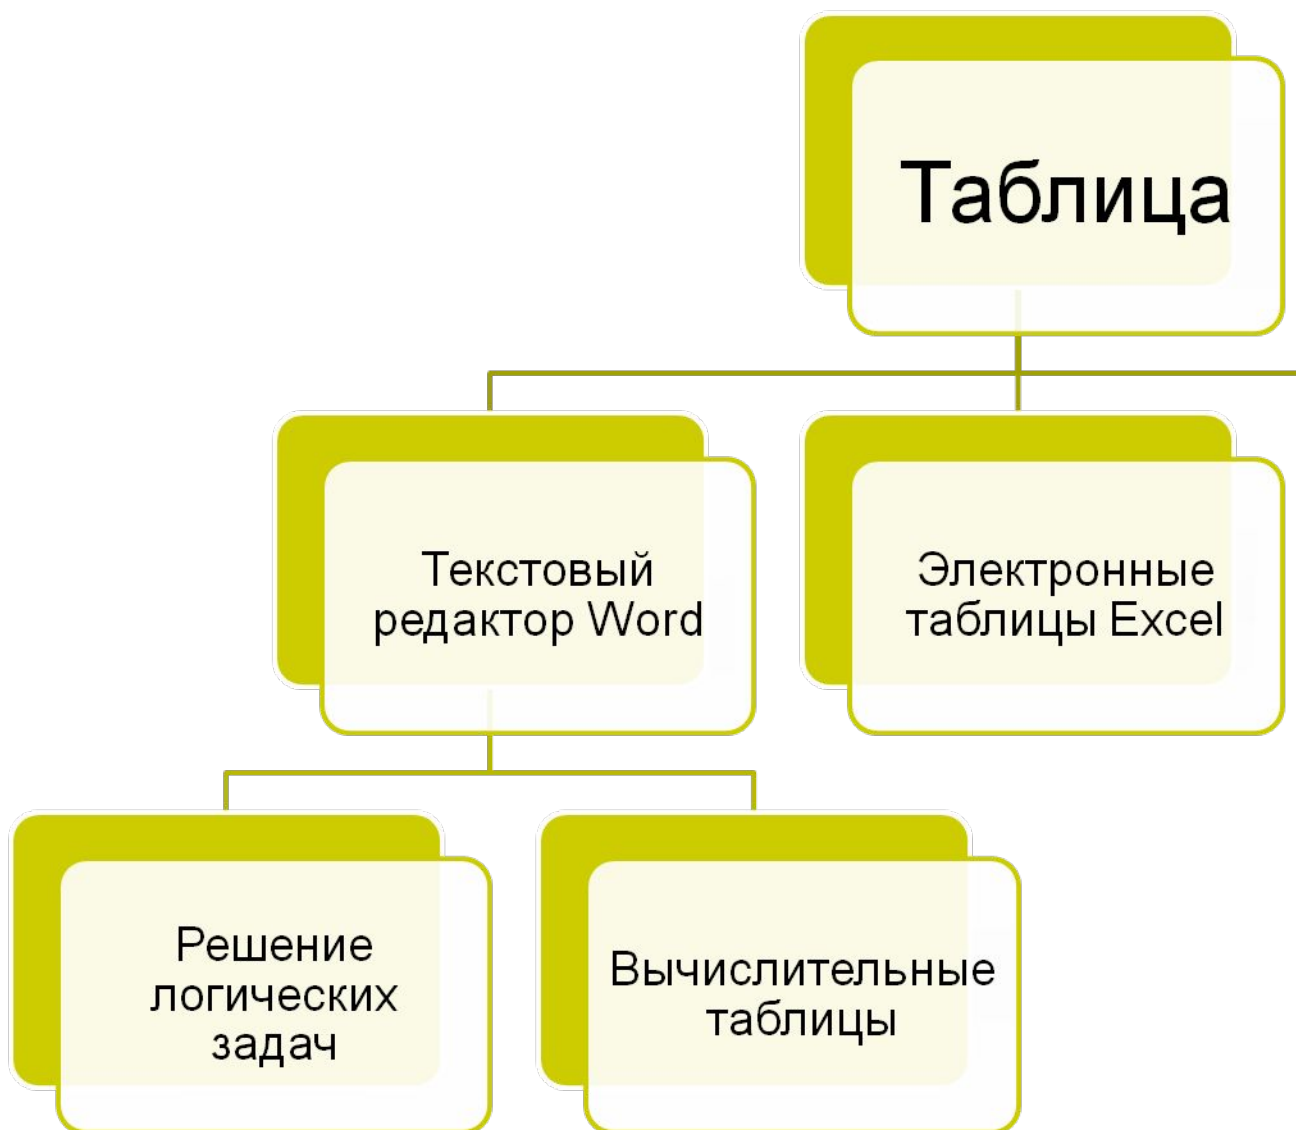 Таблица
Текстовый
редактор Word
Электронные
таблицы Excel
Решение
логических
задач
Вычислительные
таблицы